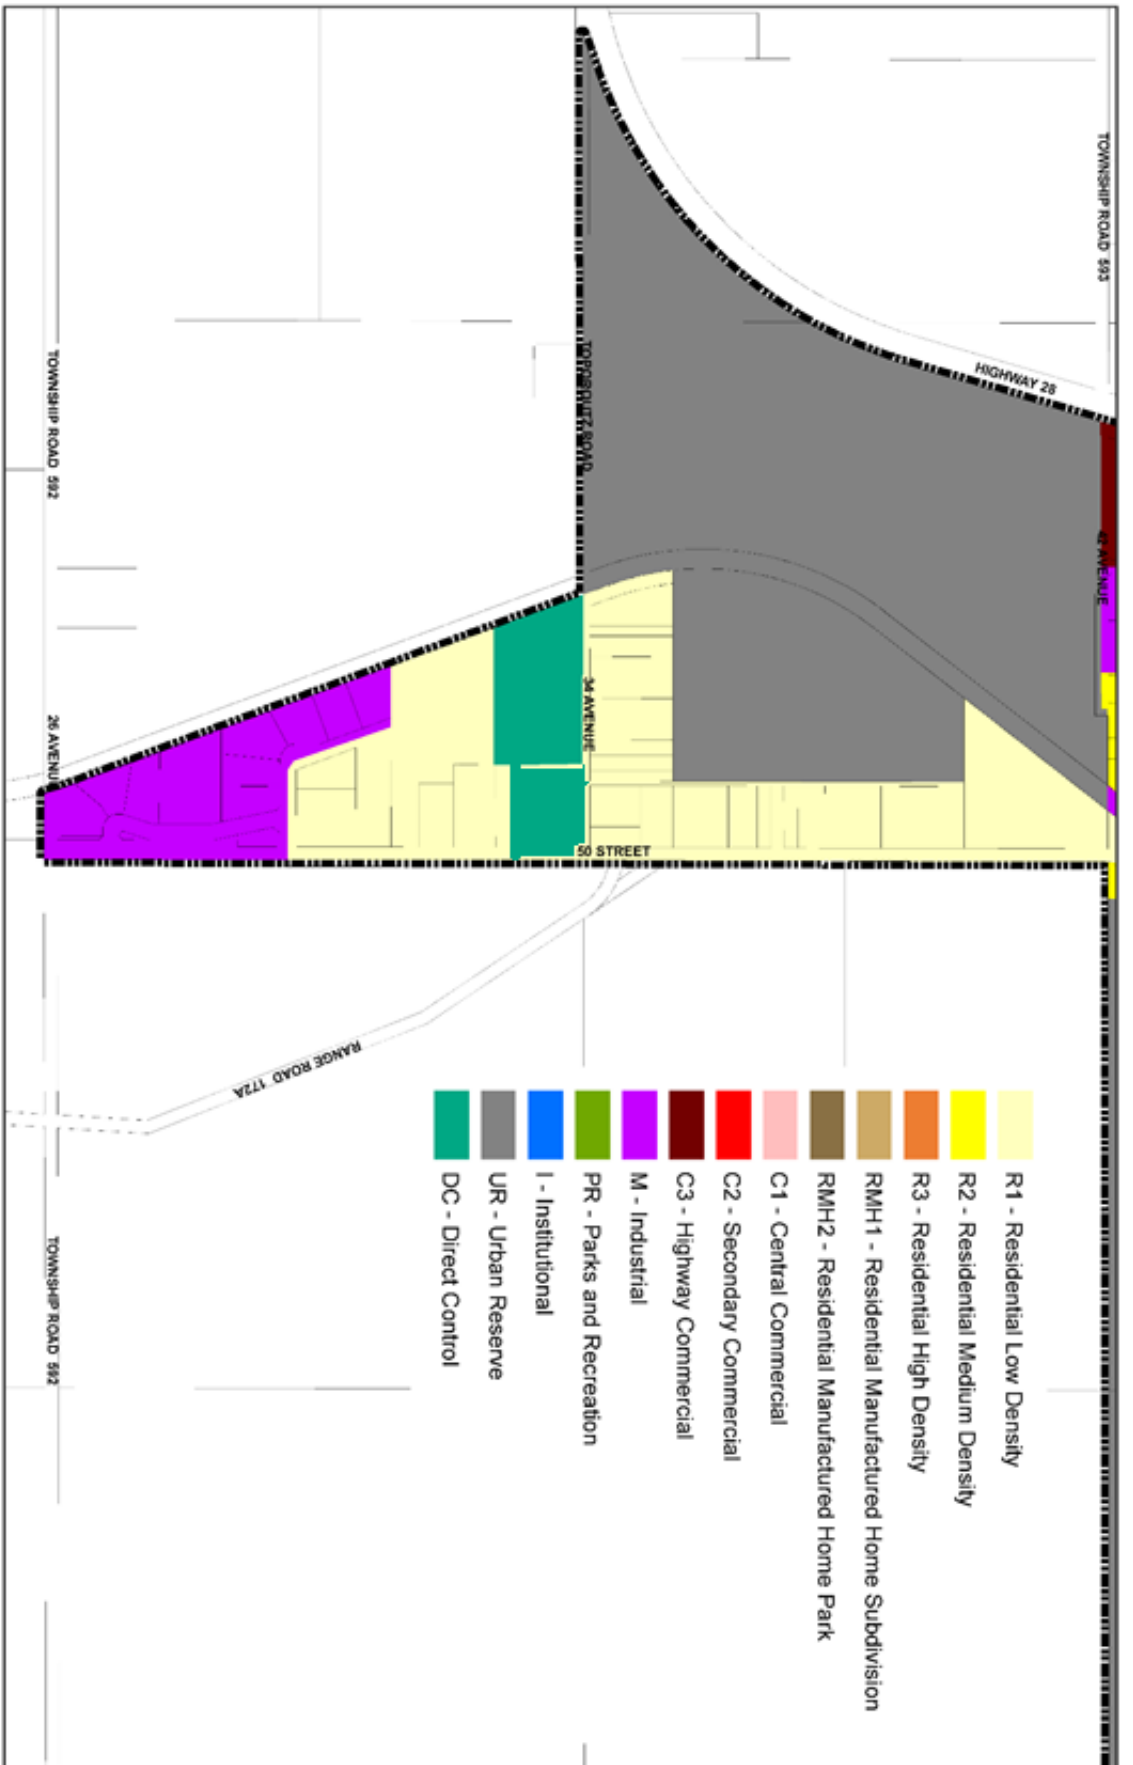 TOWNSHIP ROAD 593
HIGHWAY 28
42 AVENUE
TOPOROUTZ ROAD
34 AVENUE
50 STREET
TOWNSHIP ROAD 592
26 AVENUE
RANGE ROAD 172A
TOWNSHIP ROAD 592
R1 - Residential Low Density
R2 - Residential Medium Density
R3 - Residential High Density
RMH1 - Residential Manufactured Home Subdivision
RMH2 - Residential Manufactured Home Park
C1 - Central Commercial
C2 - Secondary Commercial
C3 - Highway Commercial
M - Industrial
PR - Parks and Recreation
I - Institutional
UR - Urban Reserve
DC - Direct Control